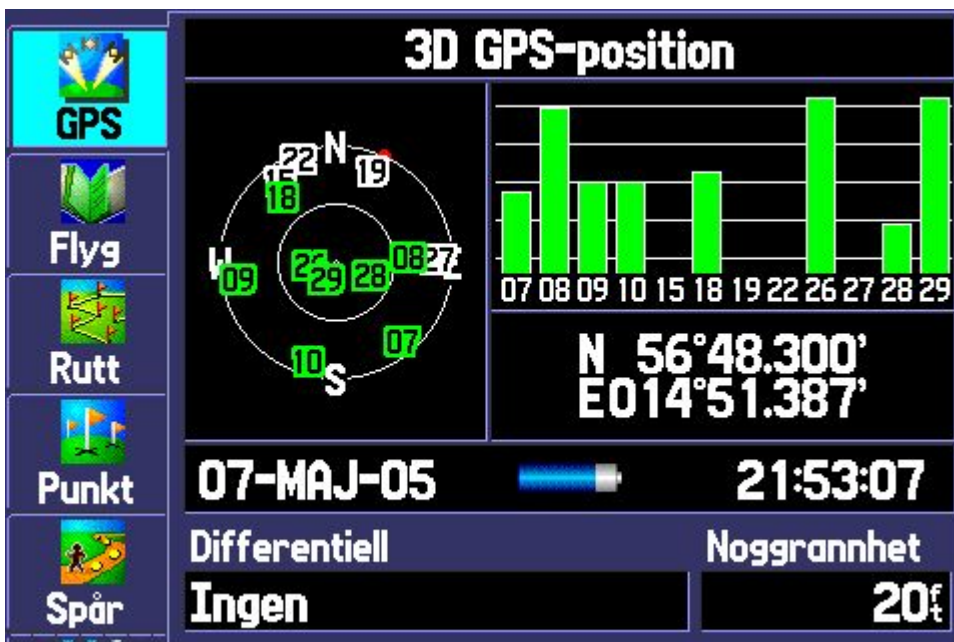 3D GPS-position
GPS
Flyg
Rutt
Punkt
Spår
N
22
19
18
W
09
29
28
08
27
07
10
S
07 08 09 10 15 18 19 22 26 27 28 29
N 56°48.300'
E014°51.387'
07-MAJ-05
21:53:07
Differentiell
Noggrannhet
Ingen
20ft